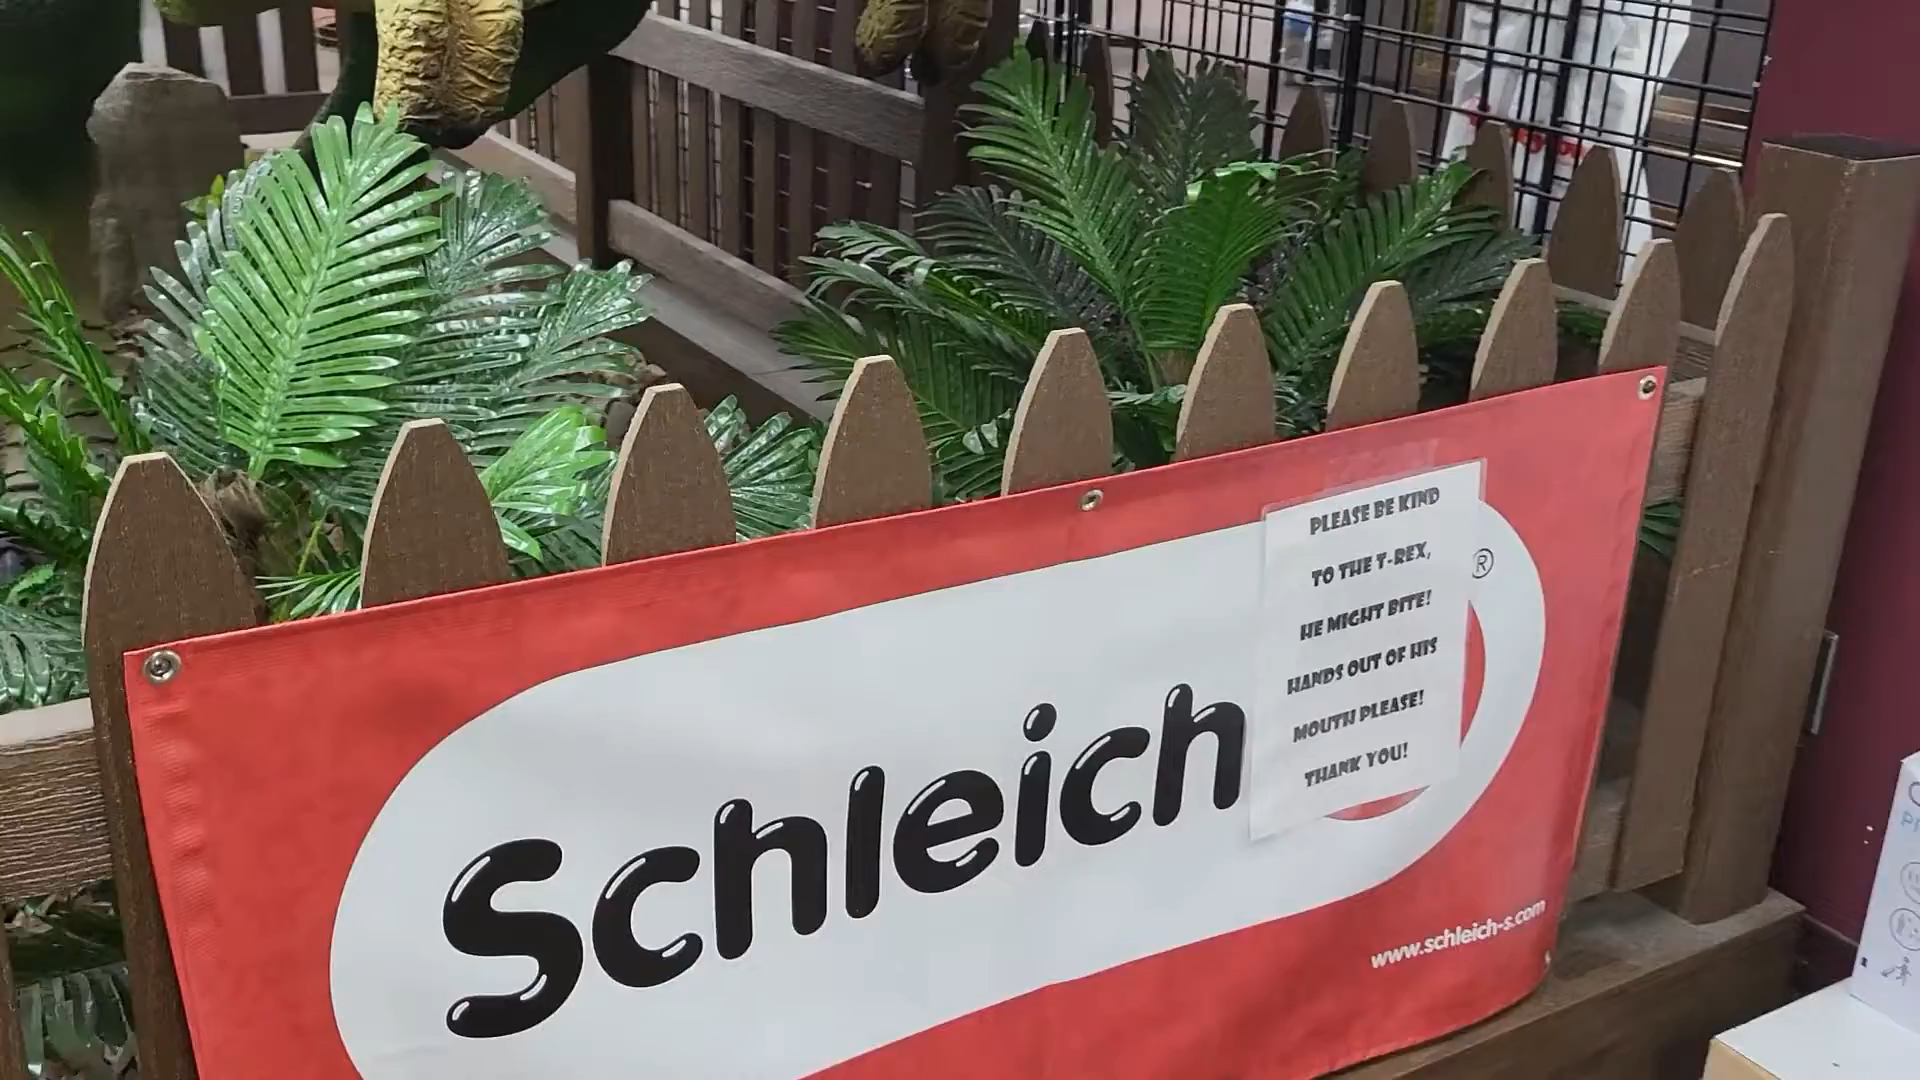 PLEASE BE KIND
TO THE T-REX,
HE MIGHT BITE!
HANDS OUT OF HIS
MOUTH PLEASE!
THANK YOU!
Schleich
®
www.schleich-s.com